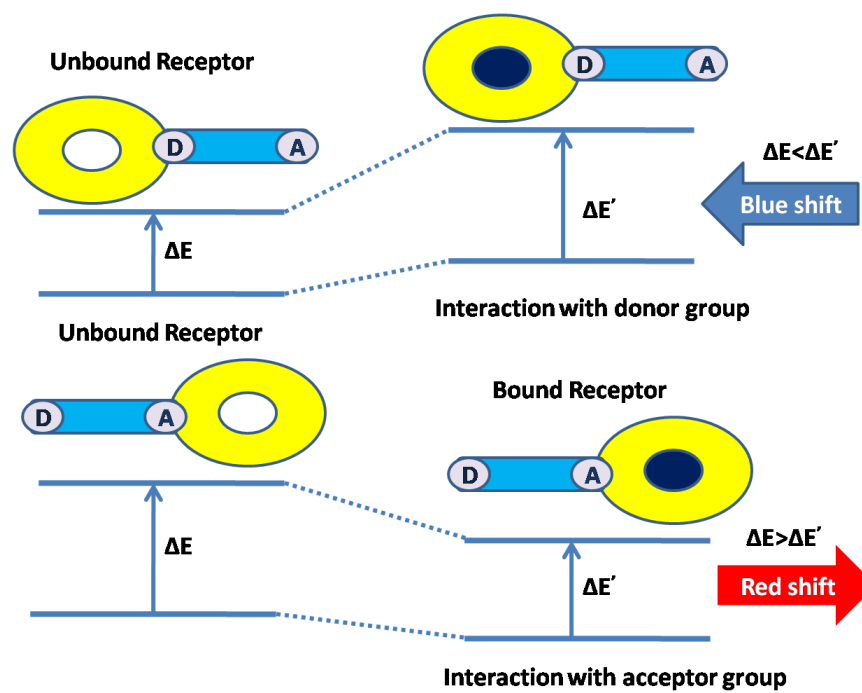 Unbound Receptor
D A
D A
ΔE
ΔE′
ΔE<ΔE′
Blue shift
Interaction with donor group
Unbound Receptor
D A
Bound Receptor
D A
ΔE
ΔE′
ΔE>ΔE′
Red shift
Interaction with acceptor group